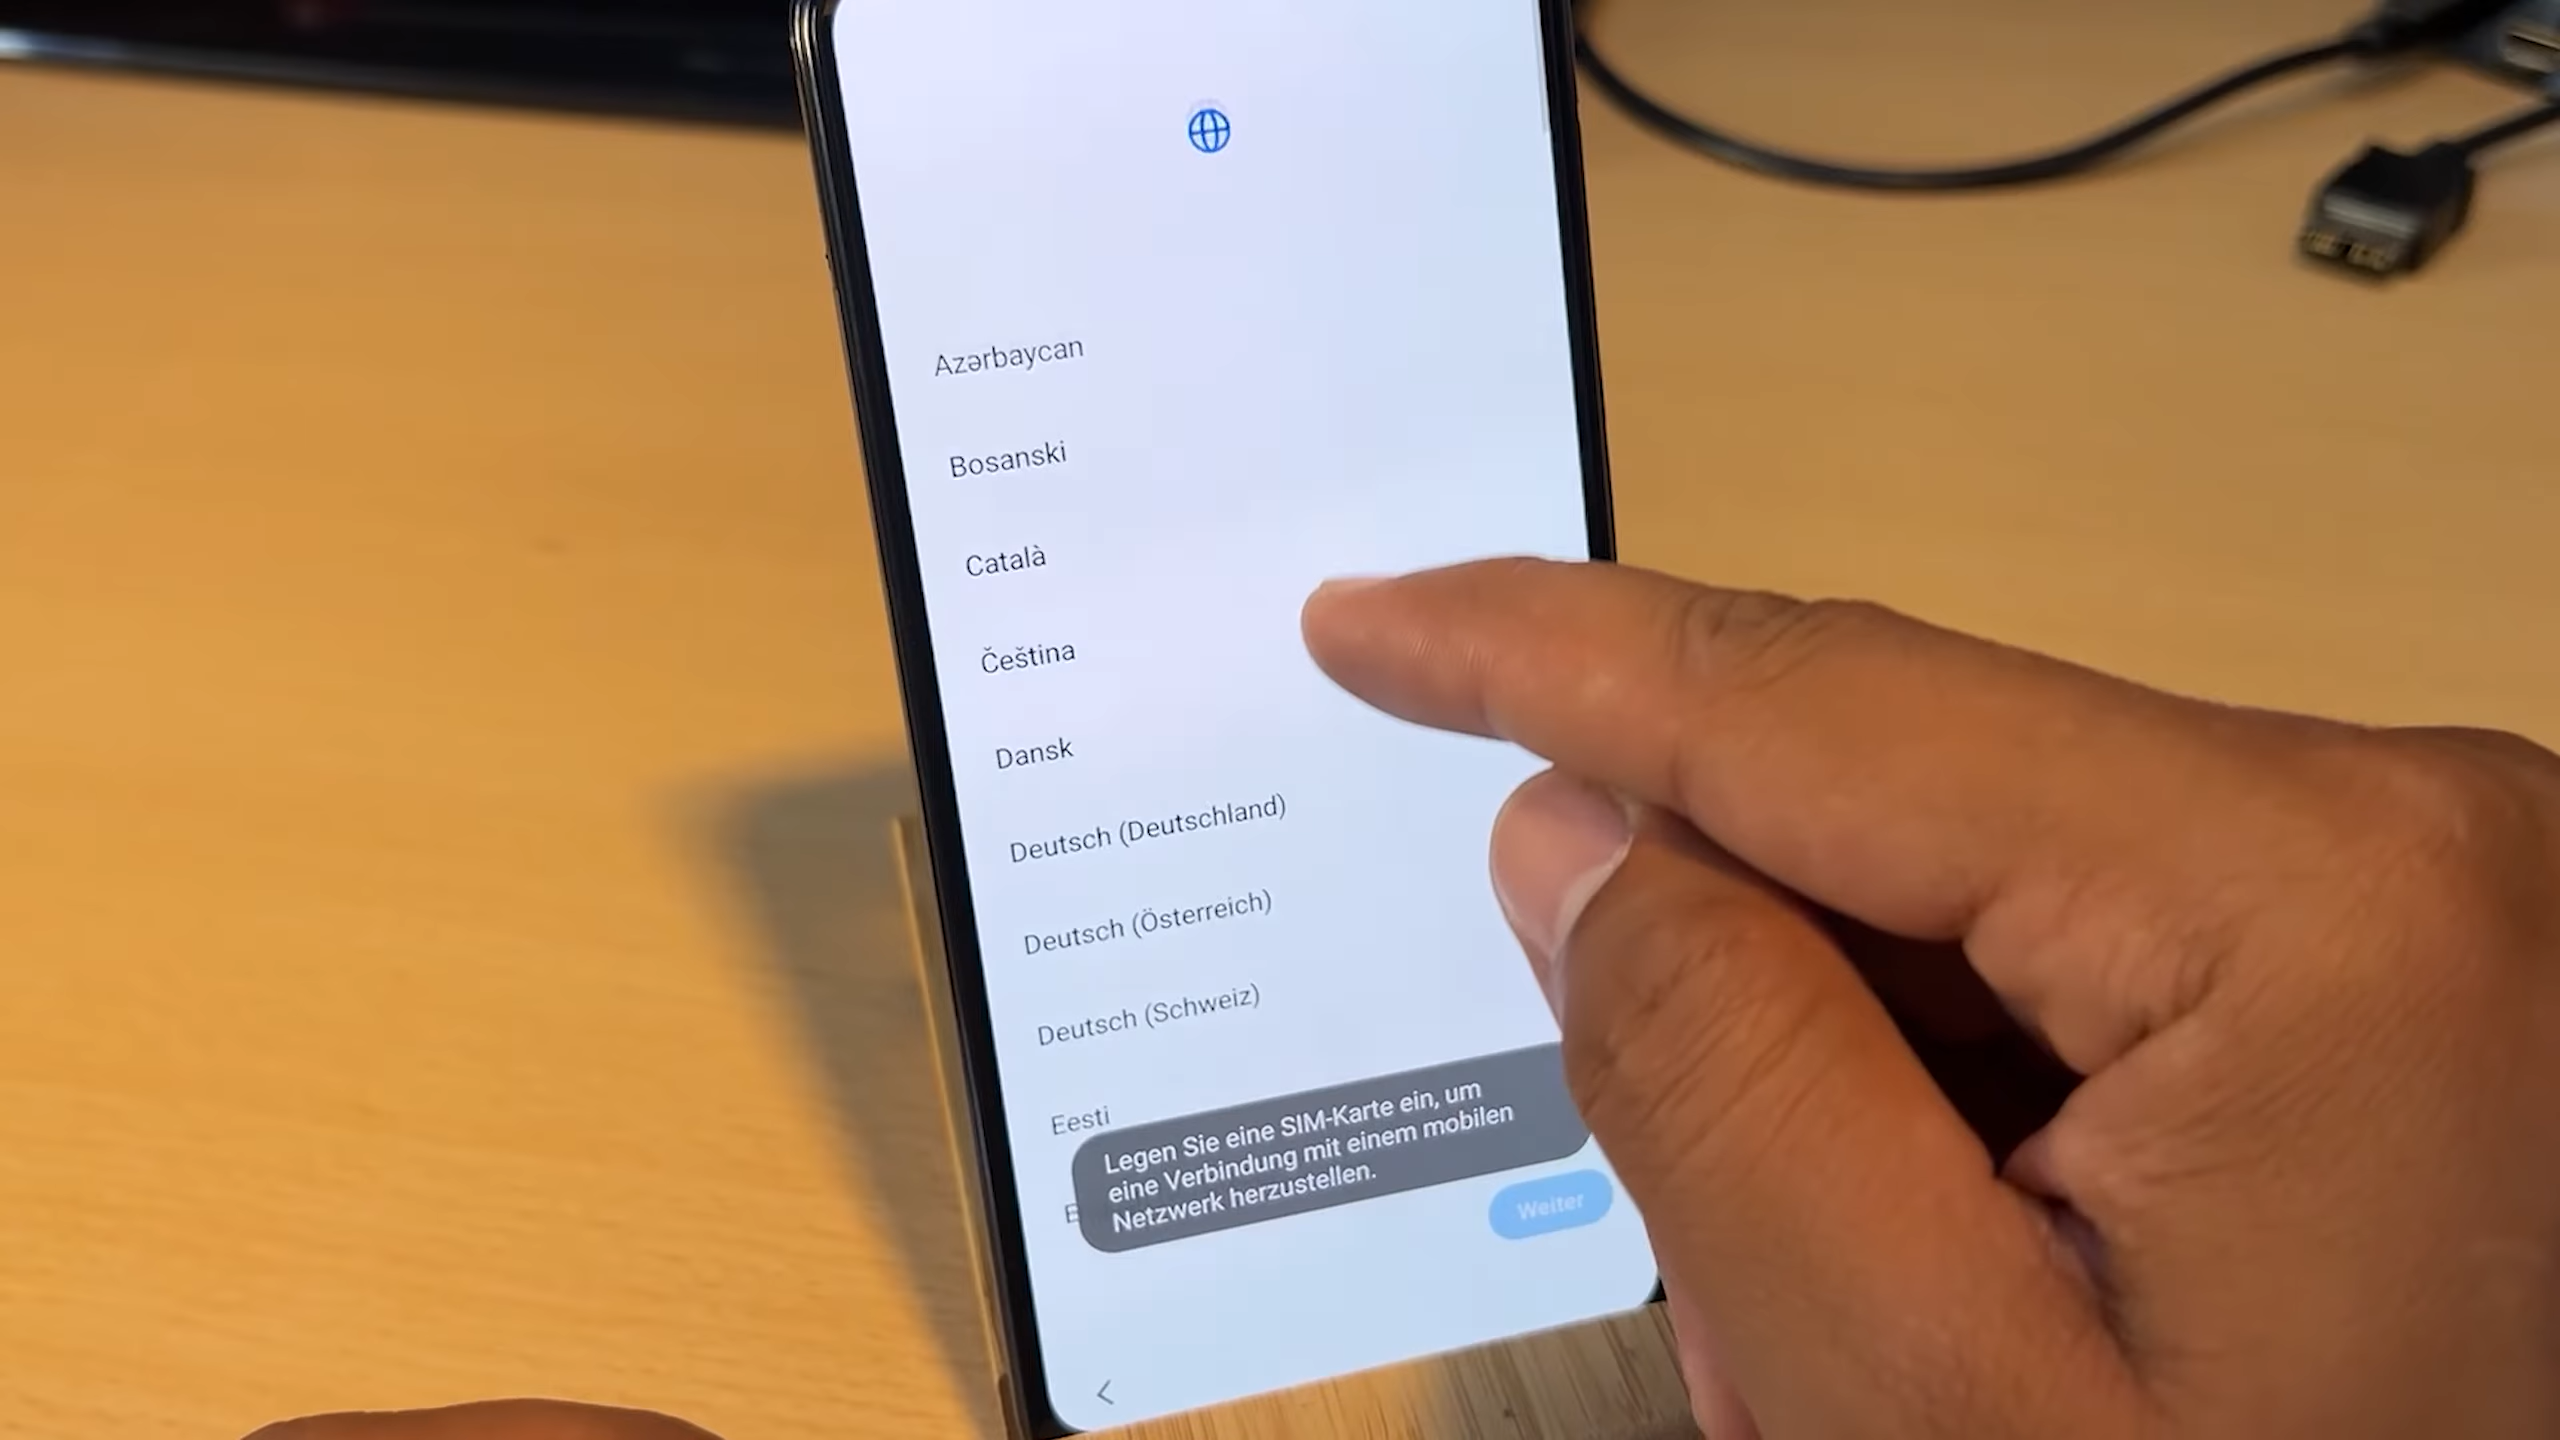 Azərbaycan
Bosanski
Català
Čeština
Dansk
Deutsch (Deutschland)
Deutsch (Österreich)
Deutsch (Schweiz)
Eesti
Legen Sie eine SIM-Karte ein, um
eine Verbindung mit einem mobilen
Netzwerk herzustellen.
Weiter